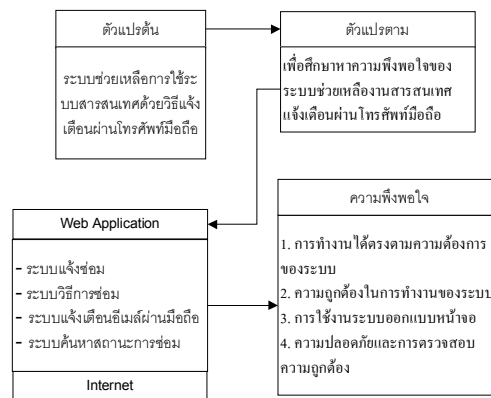 ตัวแปรต้น
ระบบช่วยเหลือการใช้ระ
บบสารสนเทศด้วยวิธีแจ้ง
เตือนผ่านโทรศัพท์มือถือ
ตัวแปรตาม
เพื่อศึกษาหาความพึงพอใจของ
ระบบช่วยเหลืองานสารสนเทศ
แจ้งเตือนผ่านโทรศัพท์มือถือ
Web Application
- ระบบแจ้งซ่อม
- ระบบวิธีการซ่อม
- ระบบแจ้งเตือนอีเมล์ผ่านมือถือ
- ระบบค้นหาสถานะการซ่อม
Internet
ความพึงพอใจ
1. การทำงานได้ตรงตามความต้องการ
ของระบบ
2. ความถูกต้องในการทำงานของระบบ
3. การใช้งานระบบออกแบบหน้าจอ
4. ความปลอดภัยและการตรวจสอบ
ความถูกต้อง